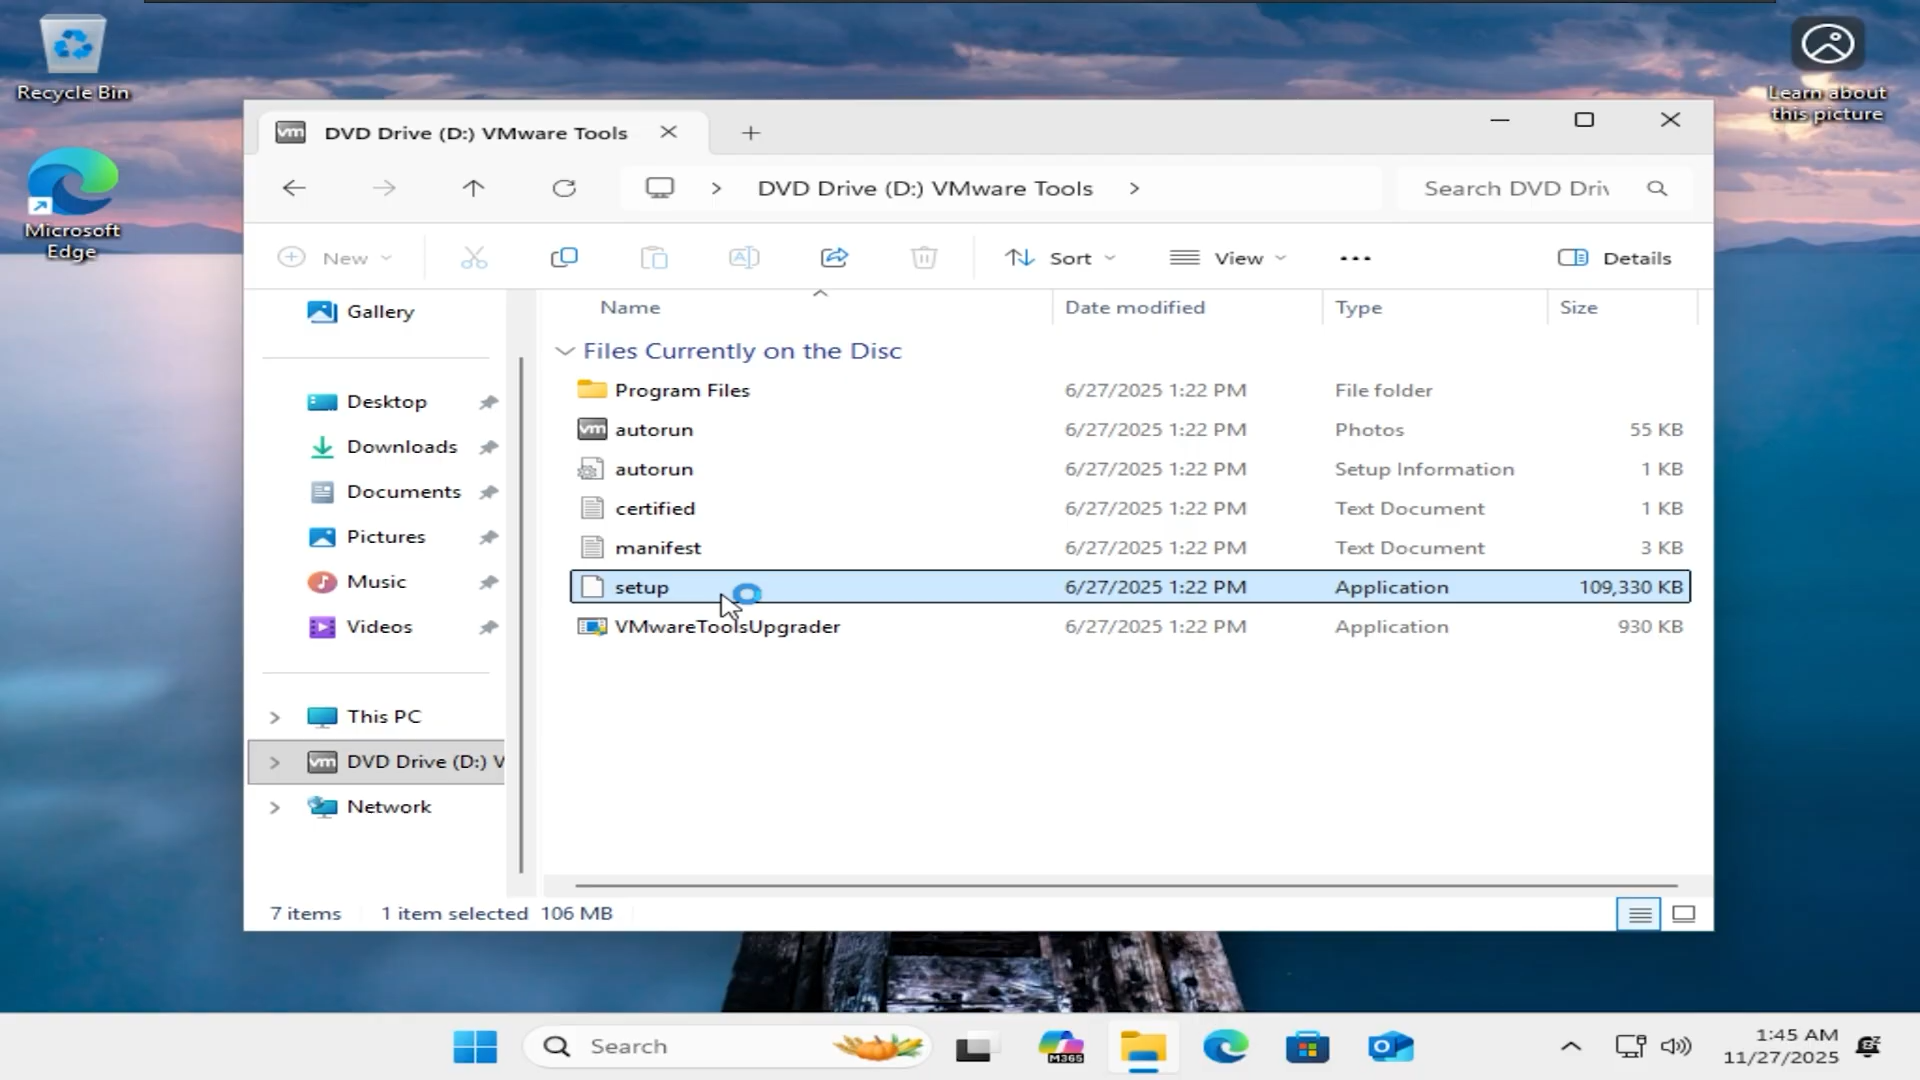 Recycle Bin
Learn about
this picture
Microsoft
Edge
vm DVD Drive (D:) VMware Tools
DVD Drive (D:) VMware Tools
Search DVD Driv
New
A
Sort
View
Details
Gallery
Desktop
Downloads
Documents
Pictures
Music
Videos
This PC
vm DVD Drive (D:) V
Network
Name Date modified Type Size
Files Currently on the Disc
Program Files 6/27/2025 1:22 PM File folder
vm autorun 6/27/2025 1:22 PM Photos 55 KB
autorun 6/27/2025 1:22 PM Setup Information 1 KB
certified 6/27/2025 1:22 PM Text Document 1 KB
manifest 6/27/2025 1:22 PM Text Document 3 KB
setup 6/27/2025 1:22 PM Application 109,330 KB
VMwareToolsUpgrader 6/27/2025 1:22 PM Application 930 KB
7 items 1 item selected 106 MB
Search
M365
1:45 AM
11/27/2025